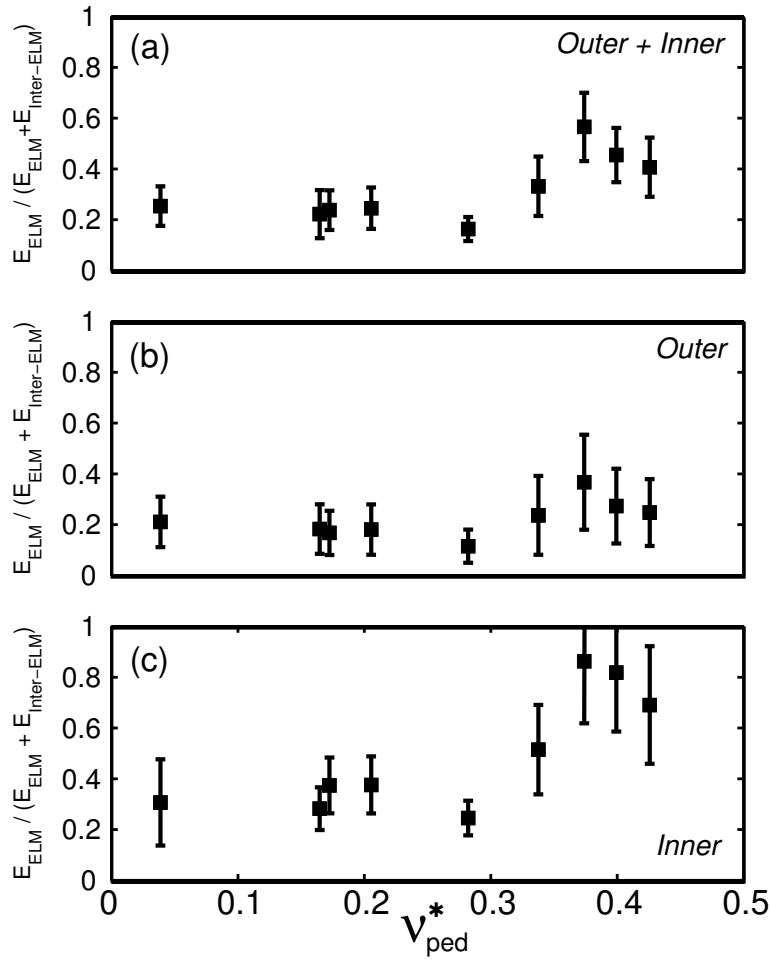 (a)
Outer + Inner
E_ELM / (E_ELM+E_Inter-ELM)
1
0.8
0.6
0.4
0.2
0
(b)
Outer
E_ELM / (E_ELM + E_Inter-ELM)
1
0.8
0.6
0.4
0.2
0
(c)
Inner
E_ELM / (E_ELM + E_Inter-ELM)
1
0.8
0.6
0.4
0.2
0
0 0.1 0.2 0.3 0.4 0.5
ν*ped